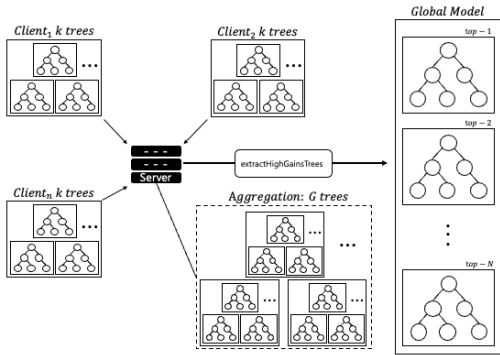 Client₁ k trees
...
Client₂ k trees
...
Global Model
top − 1
top − 2
⋮
top − N
- - -
- - -
Server
extractHighGainsTrees
Clientₙ k trees
...
Aggregation: G trees
...
...
...
...